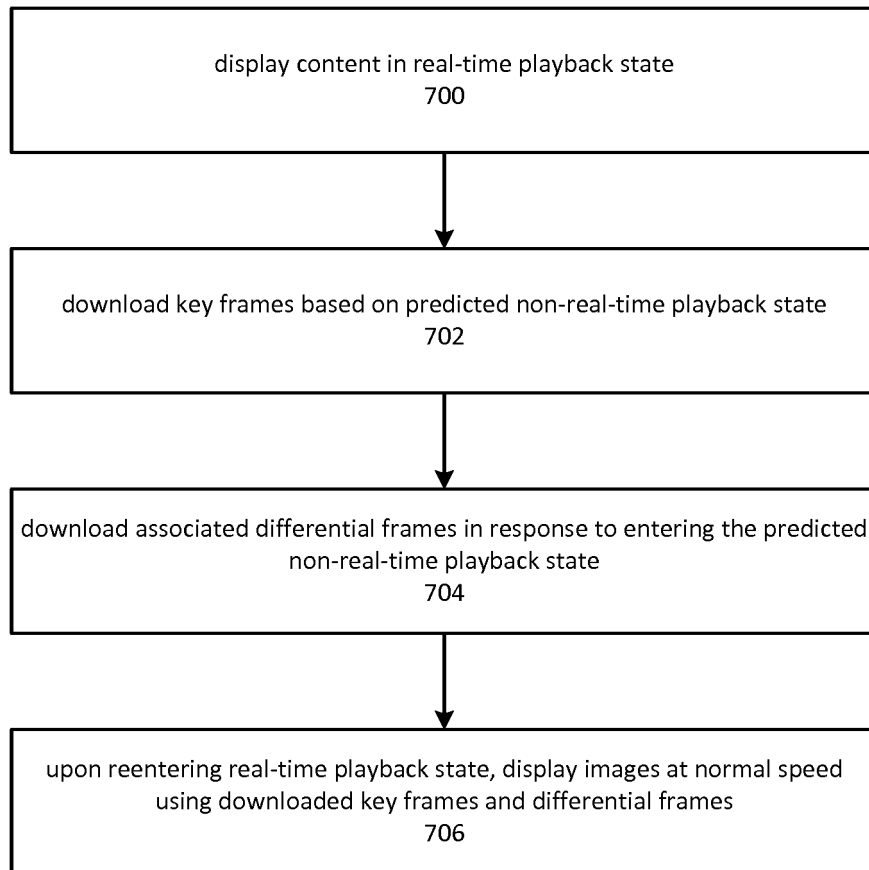 display content in real-time playback state
700
download key frames based on predicted non-real-time playback state
702
download associated differential frames in response to entering the predicted
non-real-time playback state
704
upon reentering real-time playback state, display images at normal speed
using downloaded key frames and differential frames
706